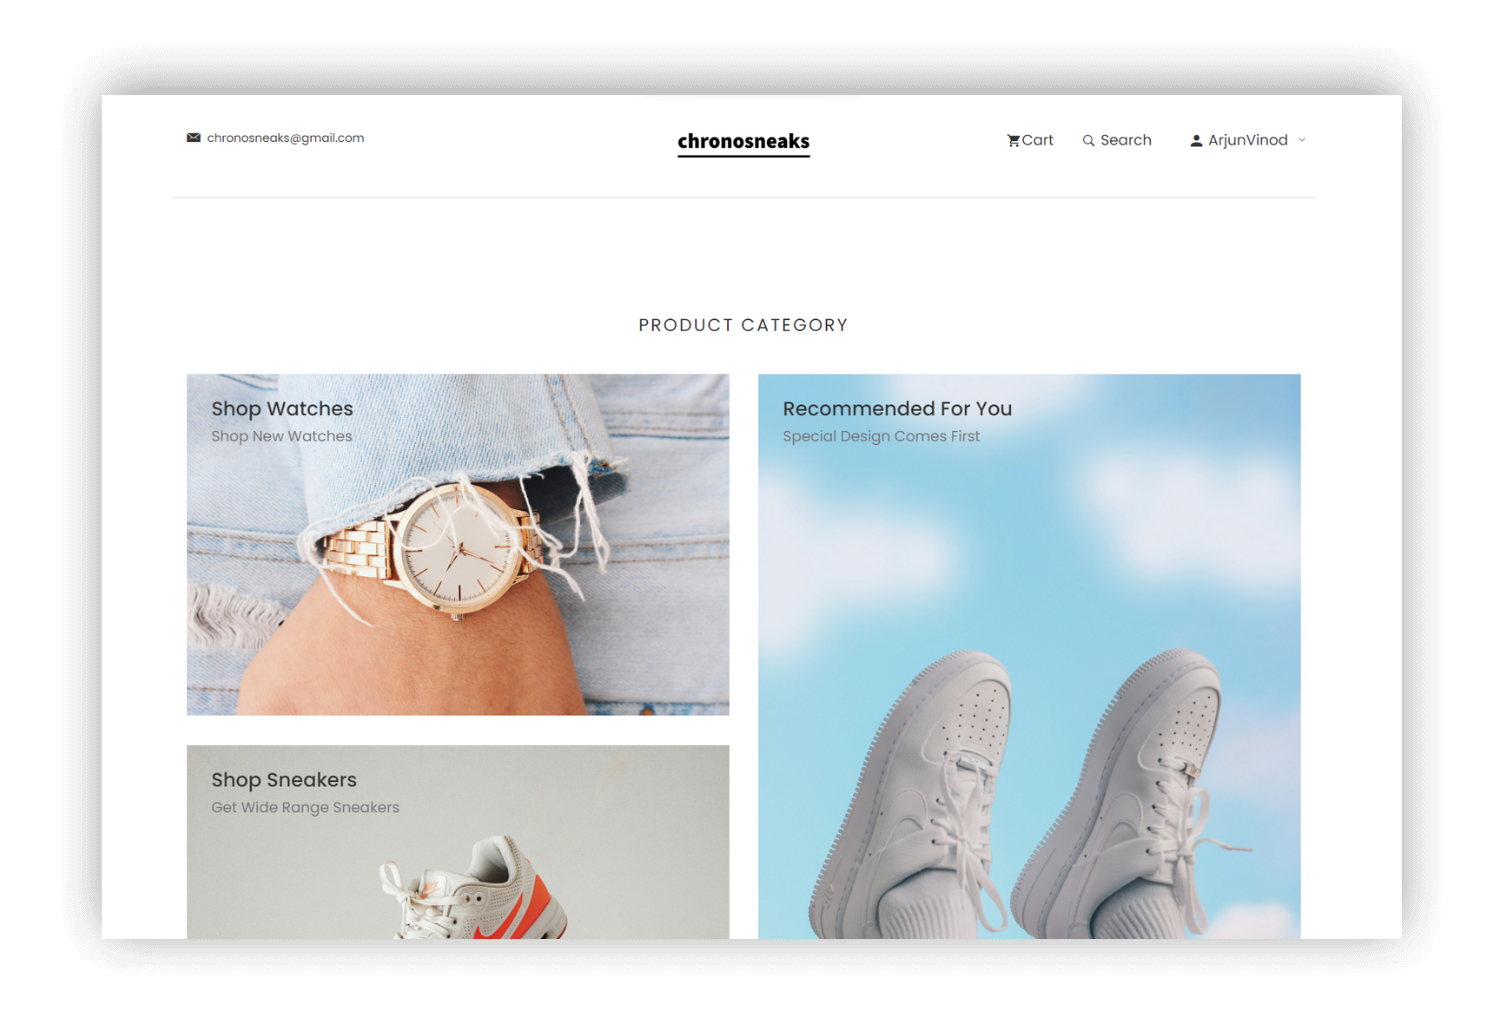 chronosneaks@gmail.com
chronosneaks
Cart
Search
ArjunVinod
PRODUCT CATEGORY
Shop Watches
Shop New Watches
Recommended For You
Special Design Comes First
Shop Sneakers
Get Wide Range Sneakers